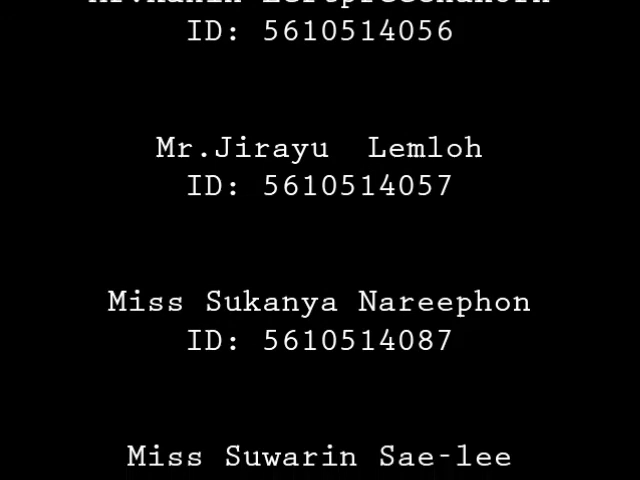 ID: 5610514056
Mr.Jirayu  Lemloh
ID: 5610514057
Miss Sukanya Nareephon
ID: 5610514087
Miss Suwarin Sae-lee